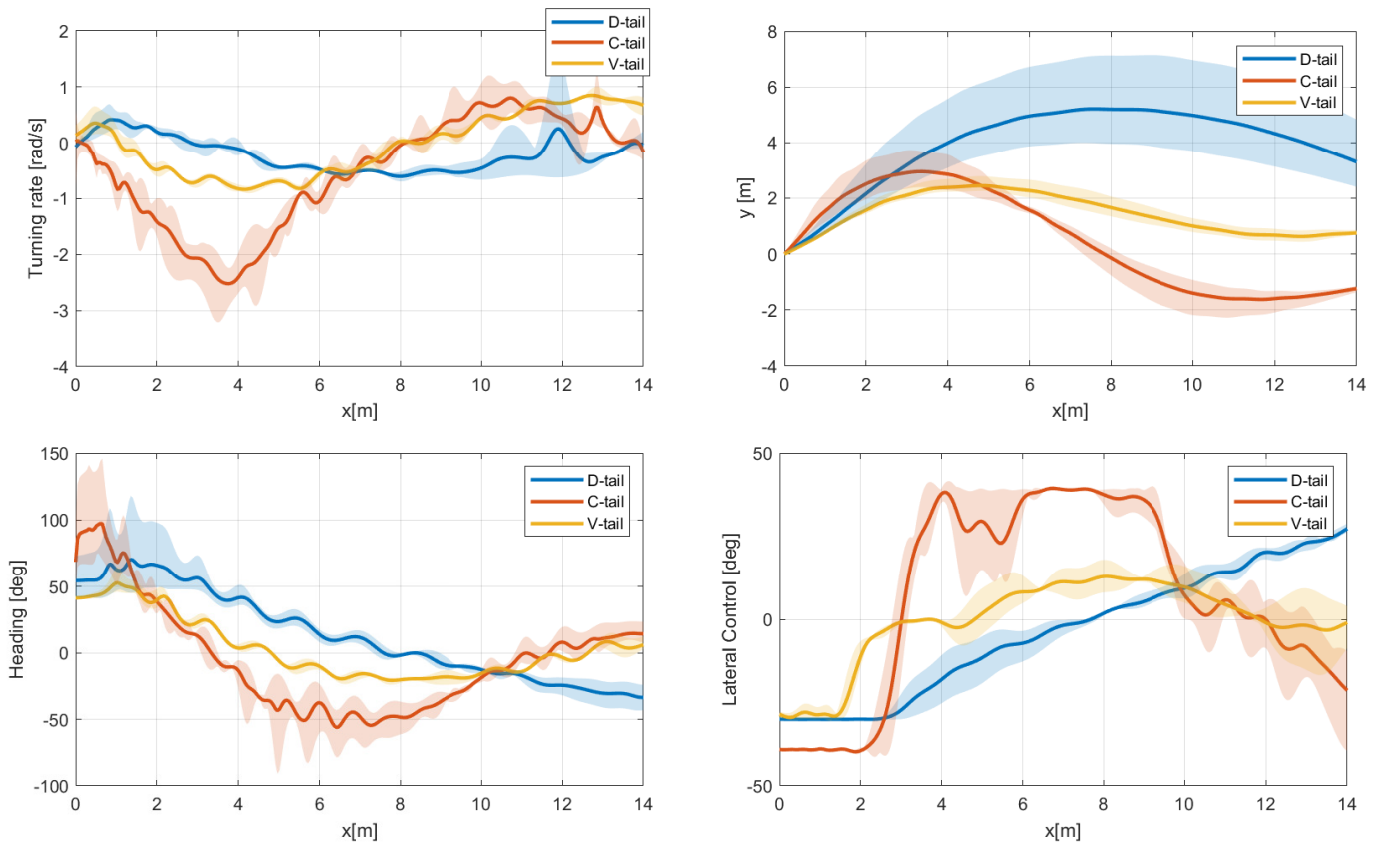 D-tail
C-tail
V-tail
Turning rate [rad/s]
2
1
0
-1
-2
-3
-4
0 2 4 6 8 10 12 14
x[m]
D-tail
C-tail
V-tail
y [m]
8
6
4
2
0
-2
-4
0 2 4 6 8 10 12 14
x[m]
D-tail
C-tail
V-tail
Heading [deg]
150
100
50
0
-50
-100
0 2 4 6 8 10 12 14
x[m]
D-tail
C-tail
V-tail
Lateral Control [deg]
50
0
-50
0 2 4 6 8 10 12 14
x[m]